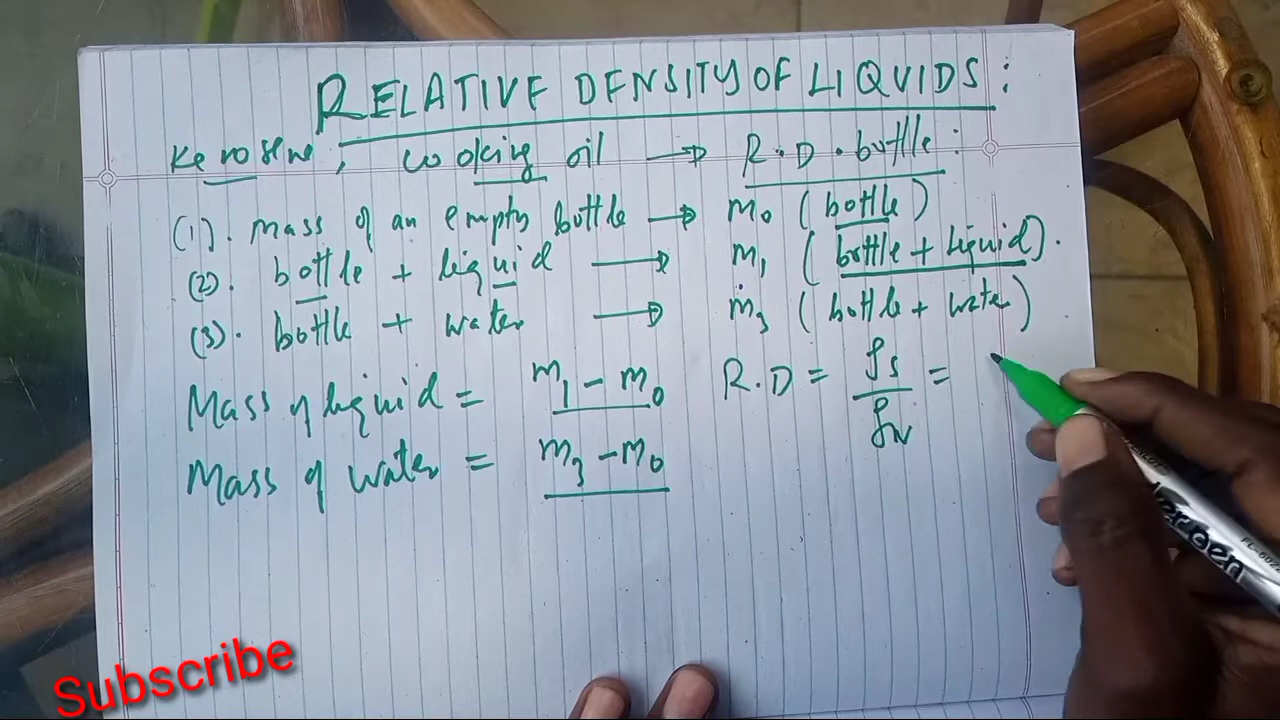 RELATIVE DENSITY OF LIQUIDS :
Kerosene ; cooking oil → R.D. bottle :
(1). Mass of an empty bottle → m₀ (bottle)
(2). bottle + liquid → m₁ (bottle + liquid).
(3). bottle + water → m₃ (bottle + water)
Mass of liquid = m₁ - m₀
R.D = ρs/ρw =
Mass of water = m₃ - m₀
Subscribe